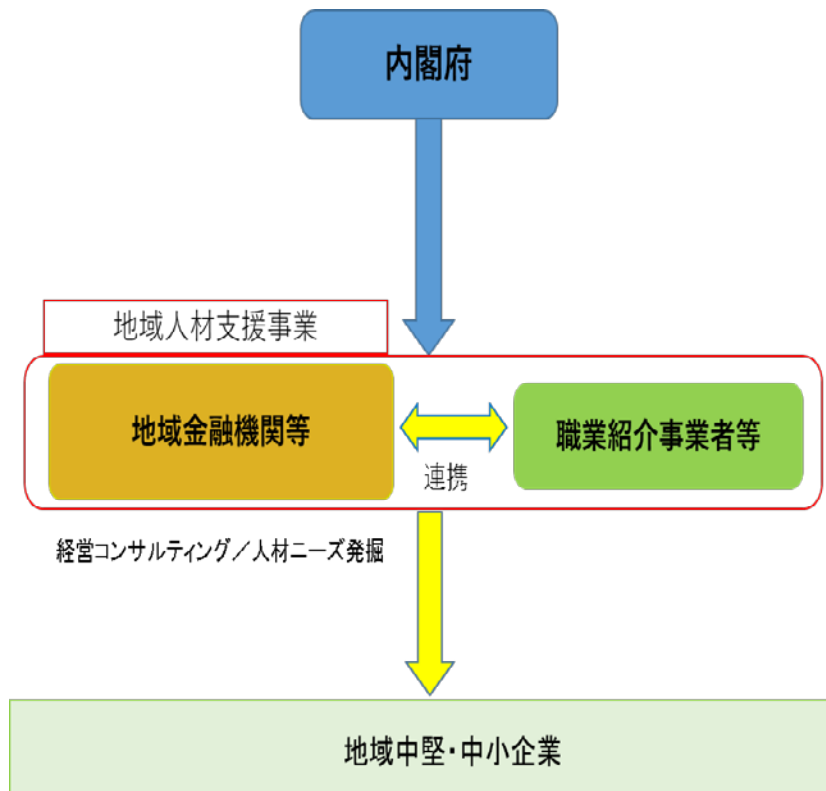 内閣府
地域人材支援事業
地域金融機関等
職業紹介事業者等
連携
経営コンサルティング／人材ニーズ発掘
地域中堅・中小企業